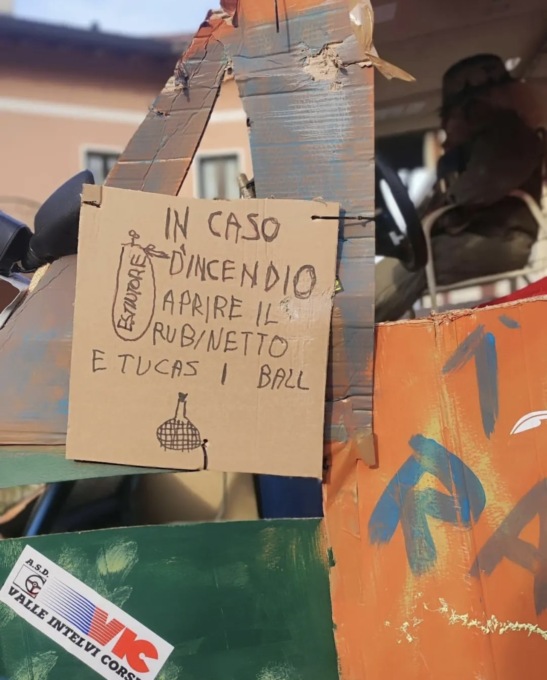 IN CASO
D'INCENDIO
ESTINTORE
APRIRE IL
RUBINETTO
E TUCAS I BALL
A.S.D.
VIC
VALLE INTELVI CORSE